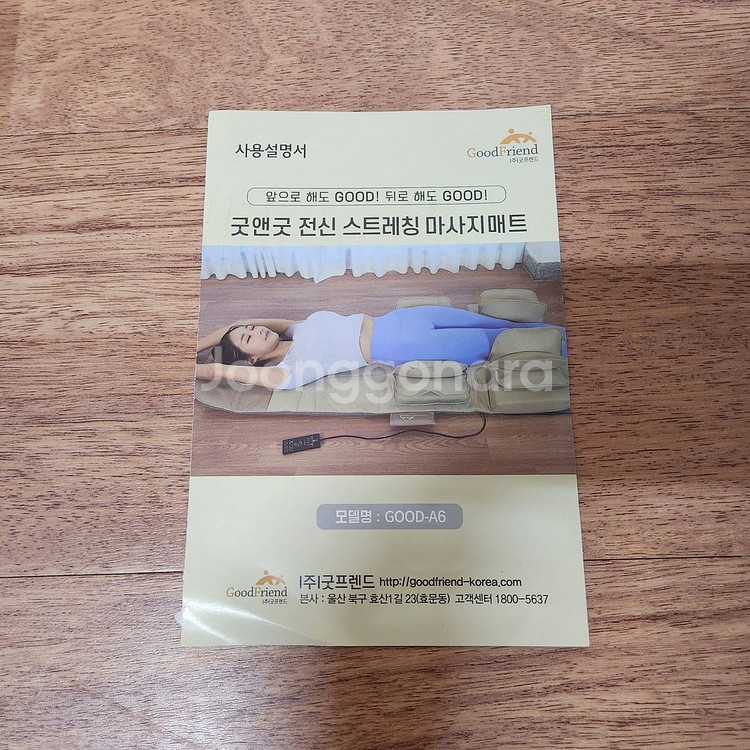 사용설명서
GoodFriend
(주)굿프렌드
앞으로 해도 GOOD! 뒤로 해도 GOOD!
굿앤굿 전신 스트레칭 마사지매트
Joonggonara
모델명 : GOOD-A6
GoodFriend
(주)굿프렌드
(주)굿프렌드 http://goodfriend-korea.com
본사 : 울산 북구 효산1길 23(효문동) 고객센터 1800-5637